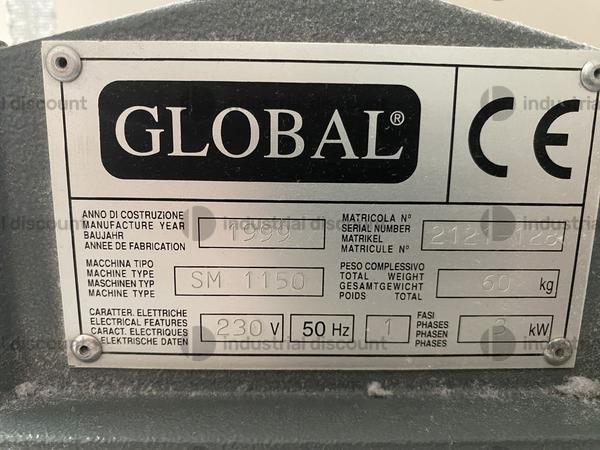 GLOBAL®
CE
ANNO DI COSTRUZIONE
MANUFACTURE YEAR
BAUJAHR
ANNEE DE FABRICATION
1999
MATRICOLA N°
SERIAL NUMBER
MATRIKEL
MATRICULE N°
MACCHINA TIPO
MACHINE TYPE
MASCHINEN TYP
MACHINE TYPE
SM 1150
PESO COMPLESSIVO
TOTAL WEIGHT
GESAMTGEWICHT
POIDS TOTAL
60 kg
CARATTER. ELETTRICHE
ELECTRICAL FEATURES
CARACT. ELECTRIQUES
ELEKTRISCHE DATEN
230 V
50 Hz
1
FASI
PHASES
PHASEN
PHASES
3 kW
industrial discount